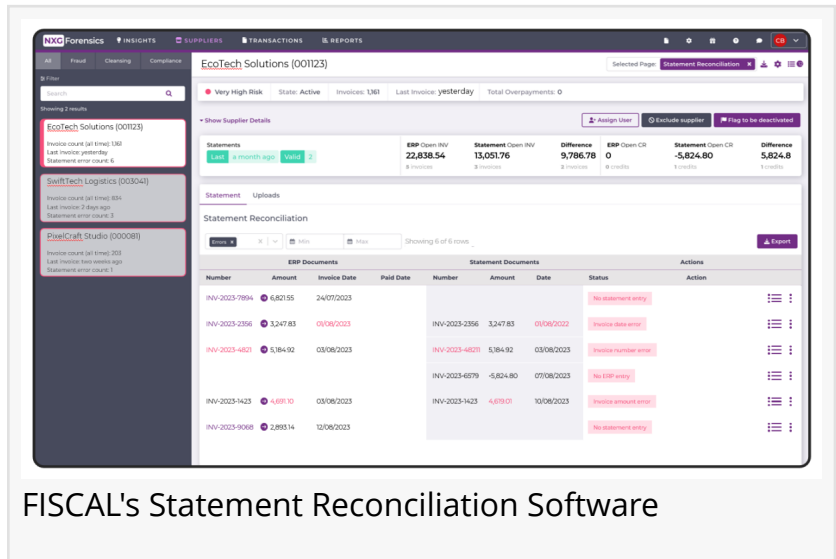 NXG Forensics INSIGHTS SUPPLIERS TRANSACTIONS REPORTS CB
All Fraud Cleansing Compliance
Filter
Search
Showing 2 results
EcoTech Solutions (001123)
Invoice count (all time): 1,161
Last invoice: yesterday
Statement error count: 6
SwiftTech Logistics (003041)
Invoice count (all time): 834
Last invoice: 2 days ago
Statement error count: 3
PixelCraft Studio (000081)
Invoice count (all time): 203
Last invoice: two weeks ago
Statement error count: 1
EcoTech Solutions (001123) Selected Page: Statement Reconciliation
Very High Risk State: Active Invoices: 1,161 Last Invoice: yesterday Total Overpayments: 0
Show Supplier Details Assign User Exclude supplier Flag to be deactivated
Statements ERP Open INV Statement Open INV Difference ERP Open CR Statement Open CR Difference
Last a month ago Valid 2 22,838.54 13,051.76 9,786.78 0 -5,824.80 5,824.8
invoices invoices invoices 0 credits 1 credits 1 credits
Statement Uploads
Statement Reconciliation
Errors x Min Max Showing 6 of 6 rows Export
ERP Documents Statement Documents Actions
Number Amount Invoice Date Paid Date Number Amount Date Status Action
INV-2023-7894 6,821.55 24/07/2023 No statement entry
INV-2023-2356 3,247.83 01/08/2023 INV-2023-2356 3,247.83 01/08/2022 Invoice date error
INV-2023-4821 5,184.92 03/08/2023 INV-2023-48211 5,184.92 03/08/2023 Invoice number error
INV-2023-6579 -5,824.80 07/08/2023 No ERP entry
INV-2023-1423 4,691.10 03/08/2023 INV-2023-1423 4,619.01 10/08/2023 Invoice amount error
INV-2023-9068 2,893.14 12/08/2023 No statement entry
FISCAL's Statement Reconciliation Software